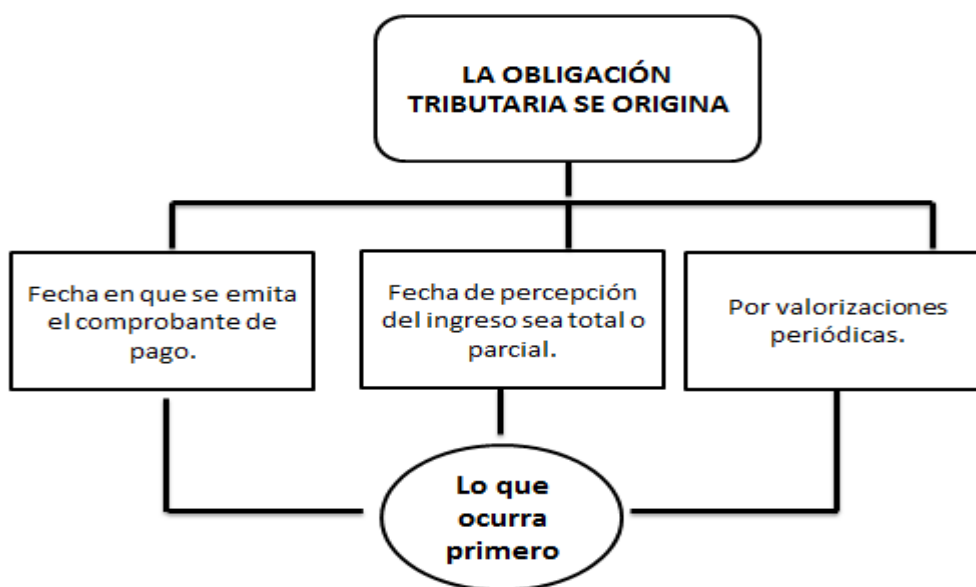 LA OBLIGACIÓN
TRIBUTARIA SE ORIGINA
Fecha en que se emita
el comprobante de
pago.
Fecha de percepción
del ingreso sea total o
parcial.
Por valorizaciones
periódicas.
Lo que
ocurra
primero